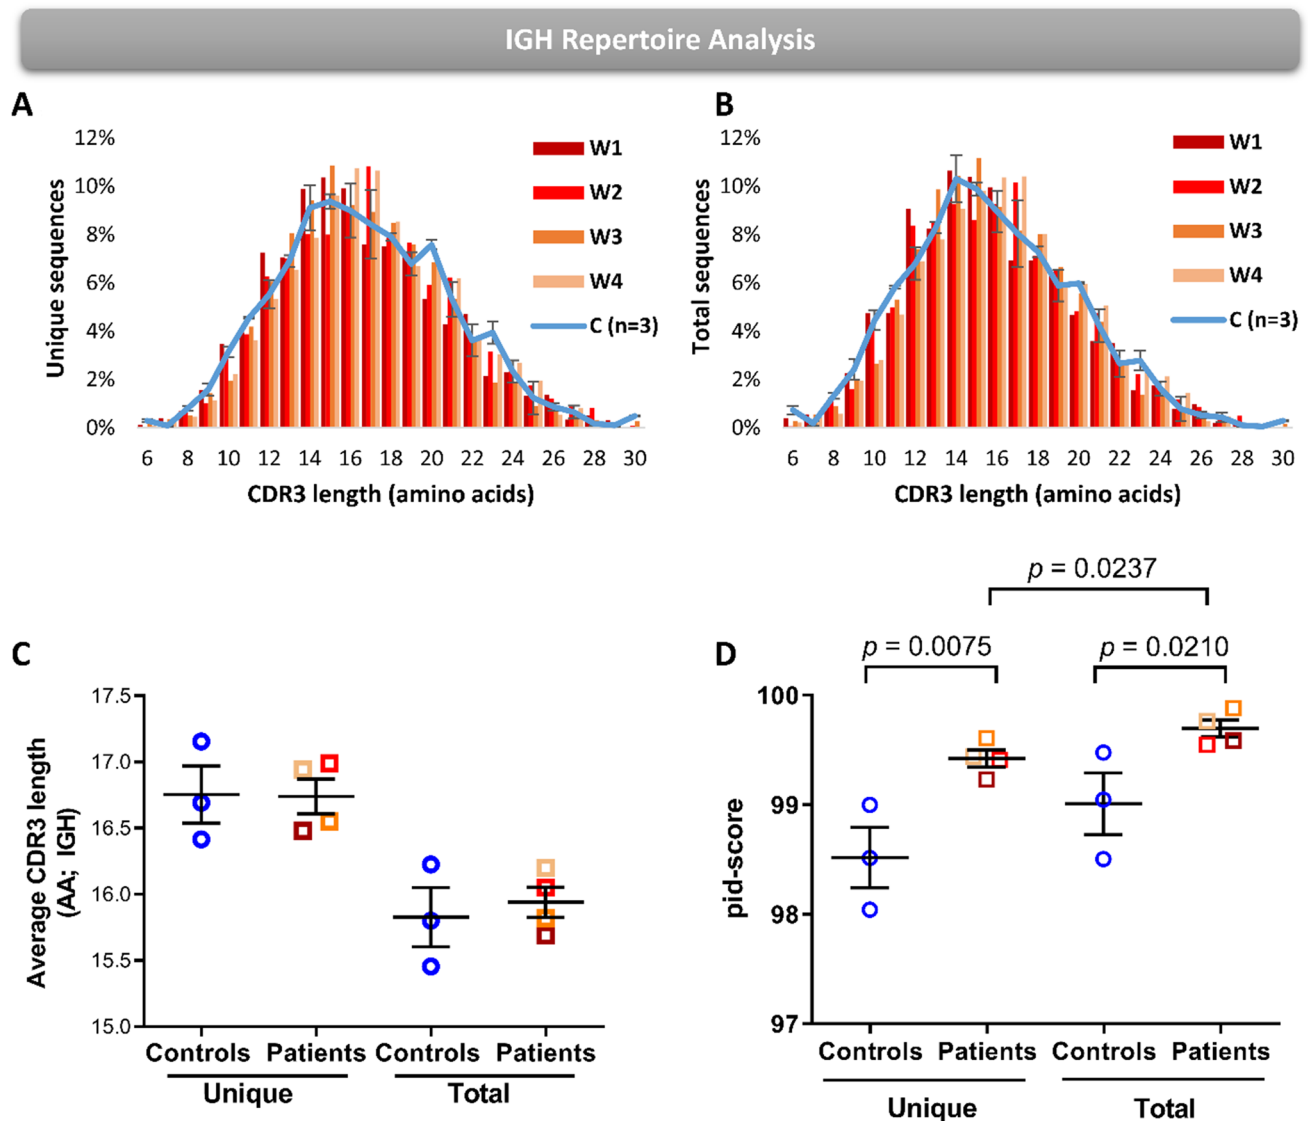 IGH Repertoire Analysis
A
12%
10%
8%
6%
4%
2%
0%
Unique sequences
W1
W2
W3
W4
C (n=3)
6 8 10 12 14 16 18 20 22 24 26 28 30
CDR3 length (amino acids)
B
12%
10%
8%
6%
4%
2%
0%
Total sequences
W1
W2
W3
W4
C (n=3)
6 8 10 12 14 16 18 20 22 24 26 28 30
CDR3 length (amino acids)
C
17.5
17.0
16.5
16.0
15.5
15.0
Average CDR3 length
(AA; IGH)
Controls Patients Controls Patients
Unique Total
D
p = 0.0237
p = 0.0075 p = 0.0210
100
99
98
97
pid-score
Controls Patients Controls Patients
Unique Total